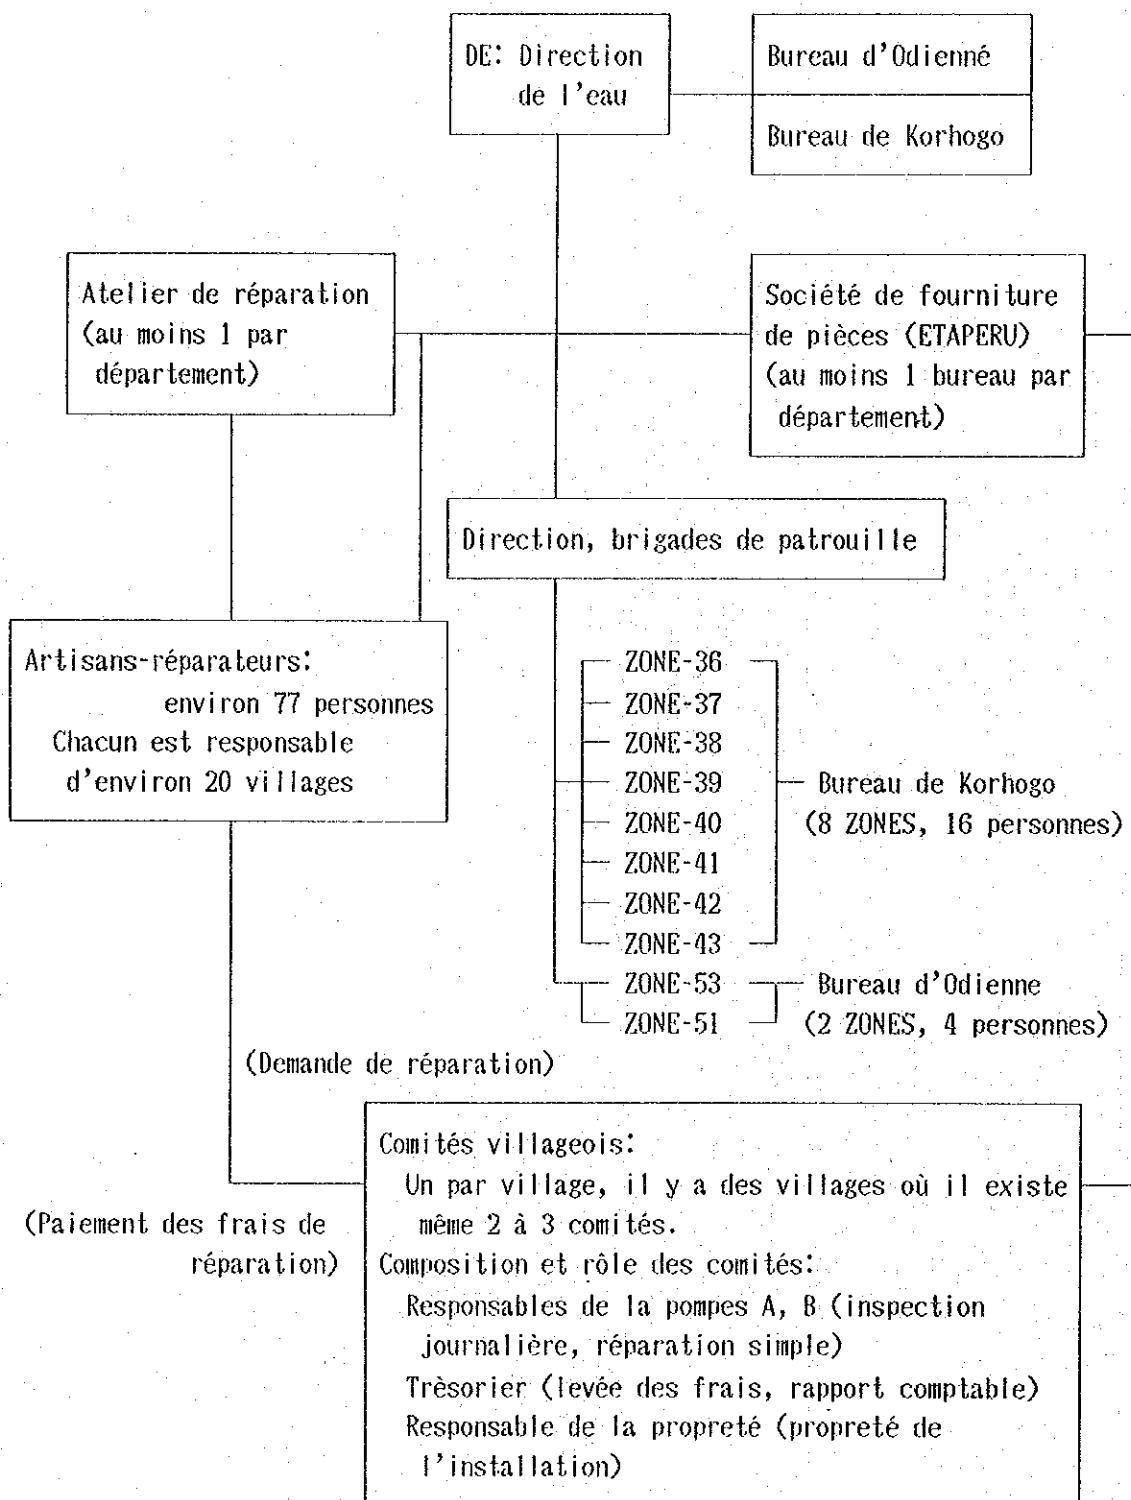 DE: Direction
de l'eau
Bureau d'Odienné
Bureau de Korhogo
Atelier de réparation
(au moins 1 par
département)
Société de fourniture
de pièces (ETAPERU)
(au moins 1 bureau par
département)
Direction, brigades de patrouille
Artisans-réparateurs:
environ 77 personnes
Chacun est responsable
d'environ 20 villages
ZONE-36
ZONE-37
ZONE-38
ZONE-39
ZONE-40
ZONE-41
ZONE-42
ZONE-43
Bureau de Korhogo
(8 ZONES, 16 personnes)
ZONE-53
ZONE-51
Bureau d'Odienne
(2 ZONES, 4 personnes)
(Demande de réparation)
(Paiement des frais de
réparation)
Comités villageois:
Un par village, il y a des villages où il existe
même 2 à 3 comités.
Composition et rôle des comités:
Responsables de la pompes A, B (inspection
journalière, réparation simple)
Trèsorier (levée des frais, rapport comptable)
Responsable de la propreté (propreté de
l'installation)